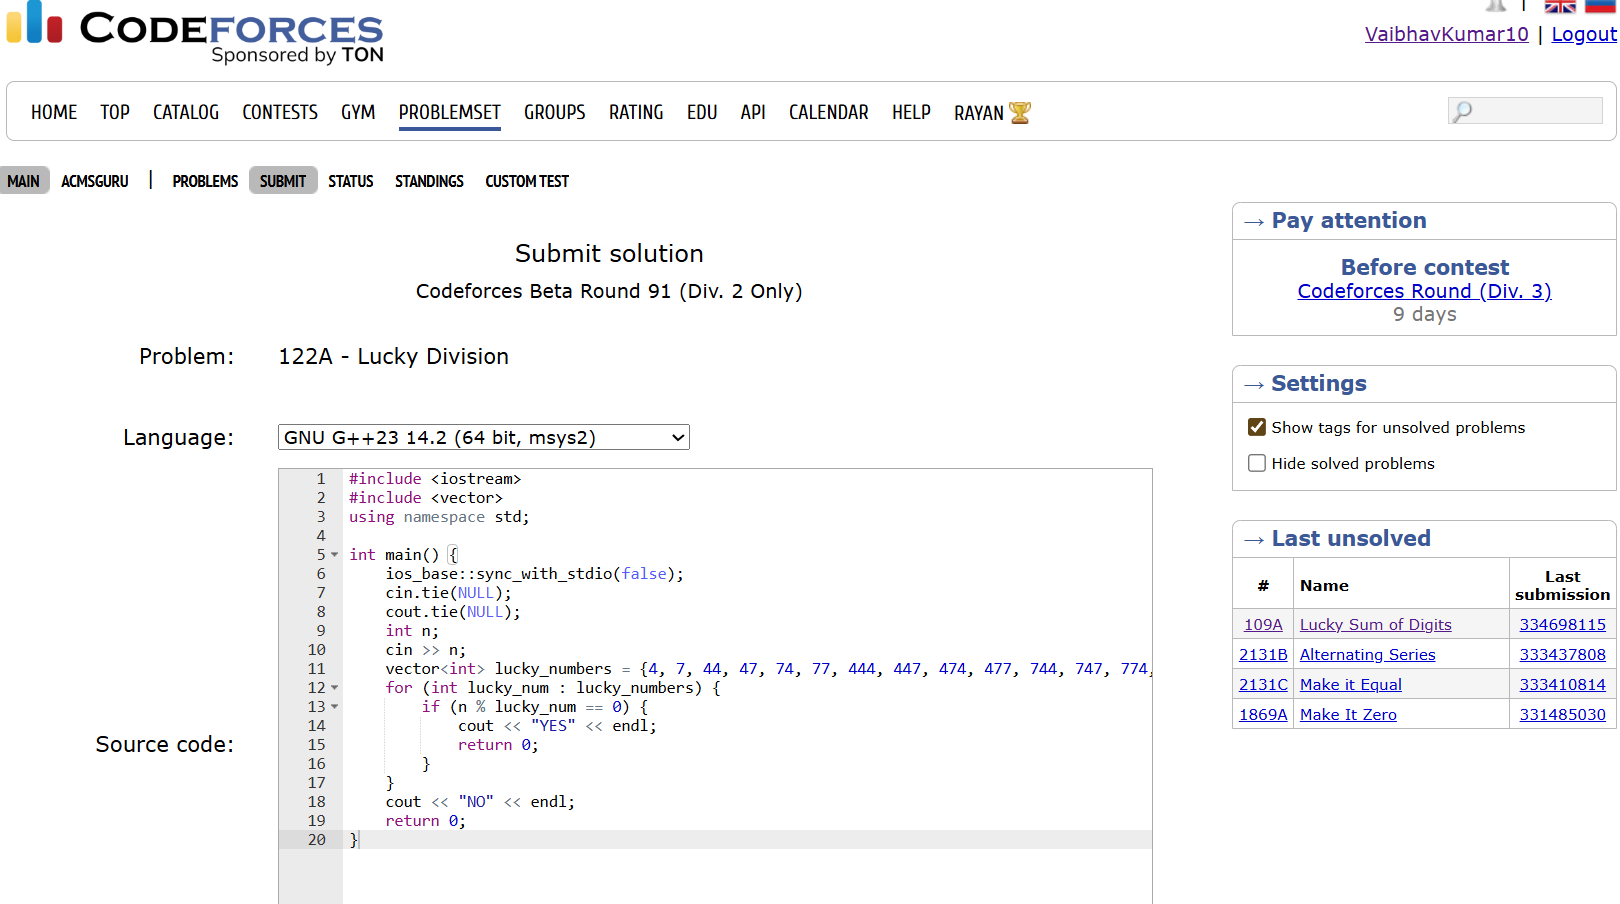 CODEFORCES
Sponsored by TON
VaibhavKumar10 | Logout
HOME TOP CATALOG CONTESTS GYM PROBLEMSET GROUPS RATING EDU API CALENDAR HELP RAYAN
MAIN ACMSGURU | PROBLEMS SUBMIT STATUS STANDINGS CUSTOM TEST
Submit solution
Codeforces Beta Round 91 (Div. 2 Only)
Problem: 122A - Lucky Division
Language: GNU G++23 14.2 (64 bit, msys2)
Source code:
1 #include <iostream>
2 #include <vector>
3 using namespace std;
4
5 int main() {
6 ios_base::sync_with_stdio(false);
7 cin.tie(NULL);
8 cout.tie(NULL);
9 int n;
10 cin >> n;
11 vector<int> lucky_numbers = {4, 7, 44, 47, 74, 77, 444, 447, 474, 477, 744, 747, 774,
12 for (int lucky_num : lucky_numbers) {
13 if (n % lucky_num == 0) {
14 cout << "YES" << endl;
15 return 0;
16 }
17 }
18 cout << "NO" << endl;
19 return 0;
20 }
→ Pay attention
Before contest
Codeforces Round (Div. 3)
9 days
→ Settings
Show tags for unsolved problems
Hide solved problems
→ Last unsolved
# Name Last submission
109A Lucky Sum of Digits 334698115
2131B Alternating Series 333437808
2131C Make it Equal 333410814
1869A Make It Zero 331485030